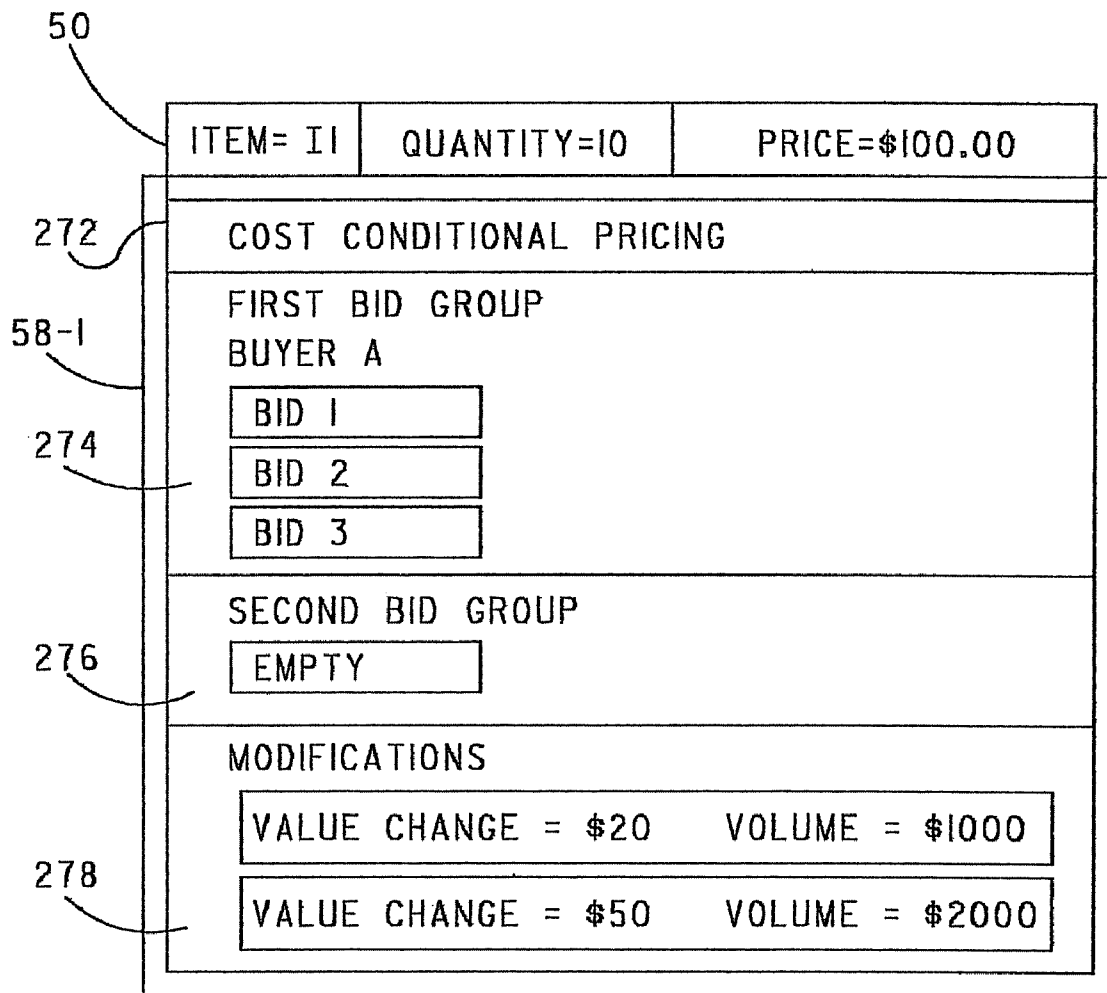 50
ITEM= I1 QUANTITY=10 PRICE=$100.00
272 COST CONDITIONAL PRICING
FIRST BID GROUP
58-1
BUYER A
BID 1
274
BID 2
BID 3
SECOND BID GROUP
276 EMPTY
MODIFICATIONS
VALUE CHANGE = $20 VOLUME = $1000
278
VALUE CHANGE = $50 VOLUME = $2000